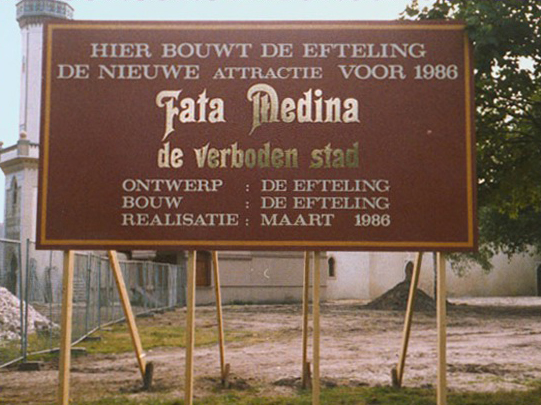 HIER BOUWT DE EFTELING
DE NIEUWE ATTRACTIE VOOR 1986
Fata Medina
de verboden stad
ONTWERP : DE EFTELING
BOUW : DE EFTELING
REALISATIE : MAART 1986